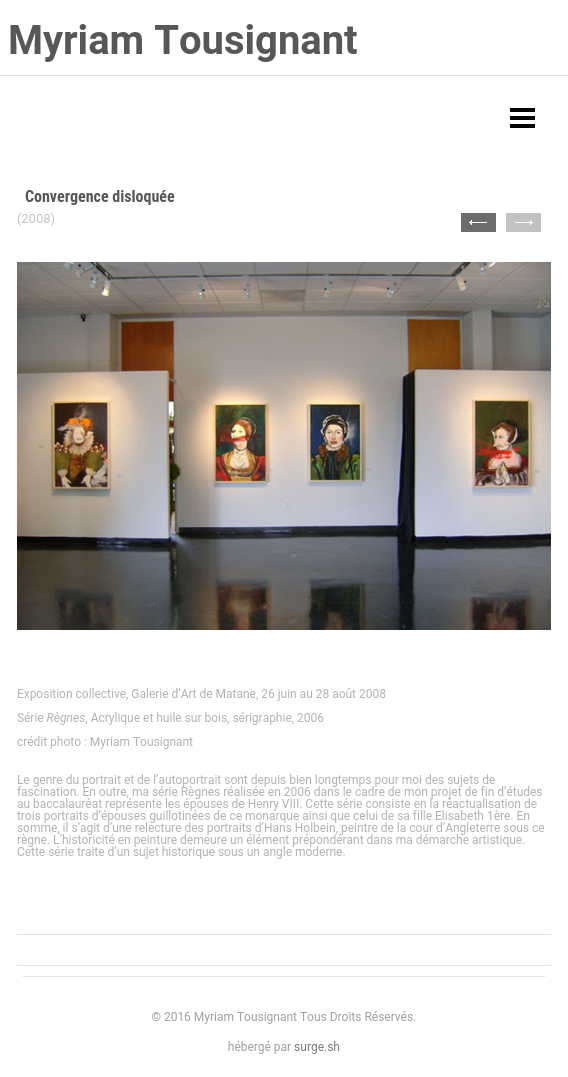 Myriam Tousignant
Convergence disloquée
(2008)
Exposition collective, Galerie d’Art de Matane, 26 juin au 28 août 2008
Série Règnes, Acrylique et huile sur bois, sérigraphie, 2006
crédit photo : Myriam Tousignant
Le genre du portrait et de l’autoportrait sont depuis bien longtemps pour moi des sujets de
fascination. En outre, ma série Règnes réalisée en 2006 dans le cadre de mon projet de fin d’études
au baccalauréat représente les épouses de Henry VIII. Cette série consiste en la réactualisation de
trois portraits d’épouses guillotinées de ce monarque ainsi que celui de sa fille Elisabeth 1ère. En
somme, il s’agit d’une relecture des portraits d’Hans Holbein, peintre de la cour d’Angleterre sous ce
règne. L’historicité en peinture demeure un élément prépondérant dans ma démarche artistique.
Cette série traite d’un sujet historique sous un angle moderne.
© 2016 Myriam Tousignant Tous Droits Réservés.
hébergé par surge.sh